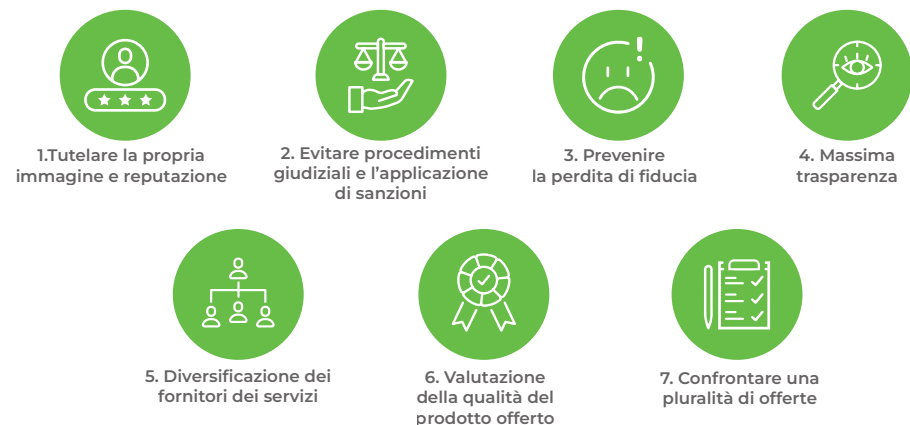 1.Tutelare la propria
immagine e reputazione
2. Evitare procedimenti
giudiziali e l'applicazione
di sanzioni
3. Prevenire
la perdita di fiducia
4. Massima
trasparenza
5. Diversificazione dei
fornitori dei servizi
6. Valutazione
della qualità del
prodotto offerto
7. Confrontare una
pluralità di offerte